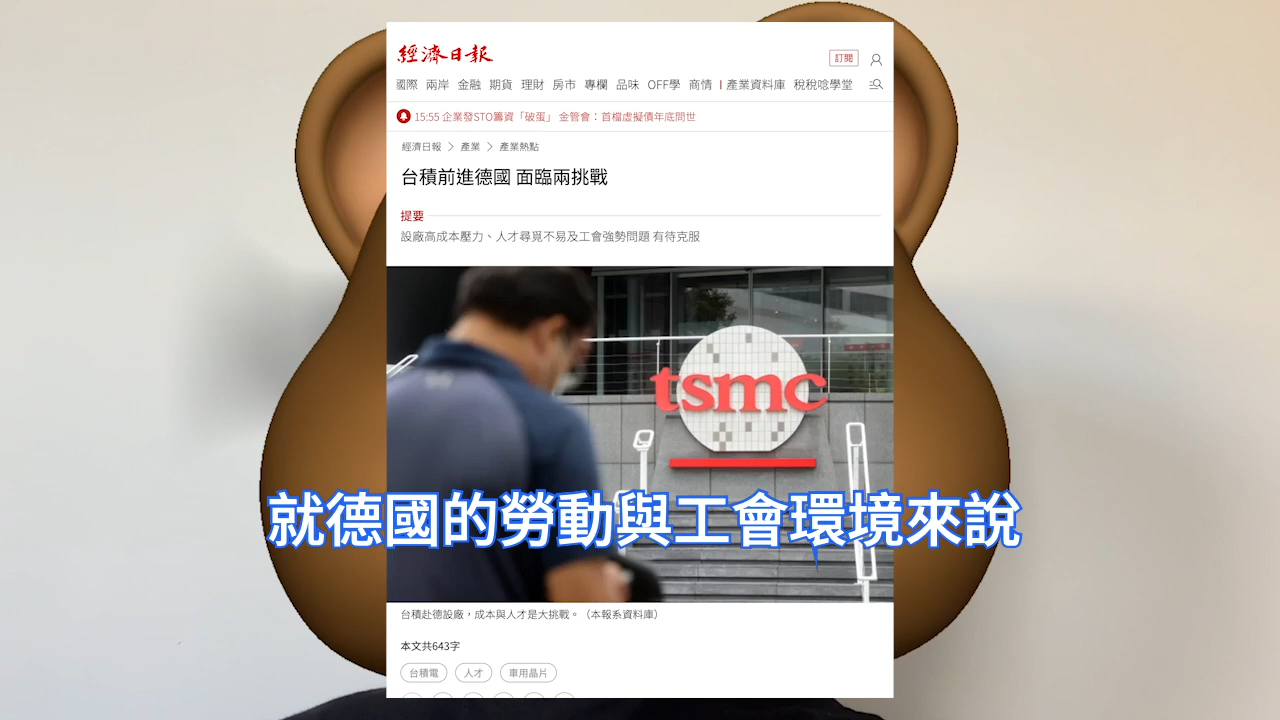 經濟日報
訂閱
國際 兩岸 金融 期貨 理財 房市 專欄 品味 OFF學 商情 產業資料庫 稅稅唸學堂
15:55 企業發STO籌資「破蛋」 金管會：首檔虛擬債年底問世
經濟日報 > 產業 > 產業熱點
台積前進德國 面臨兩挑戰
提要
設廠高成本壓力、人才尋覓不易及工會強勢問題 有待克服
tsmc
就德國的勞動與工會環境來說
台積赴德設廠，成本與人才是大挑戰。（本報系資料庫）
本文共643字
台積電 人才 車用晶片